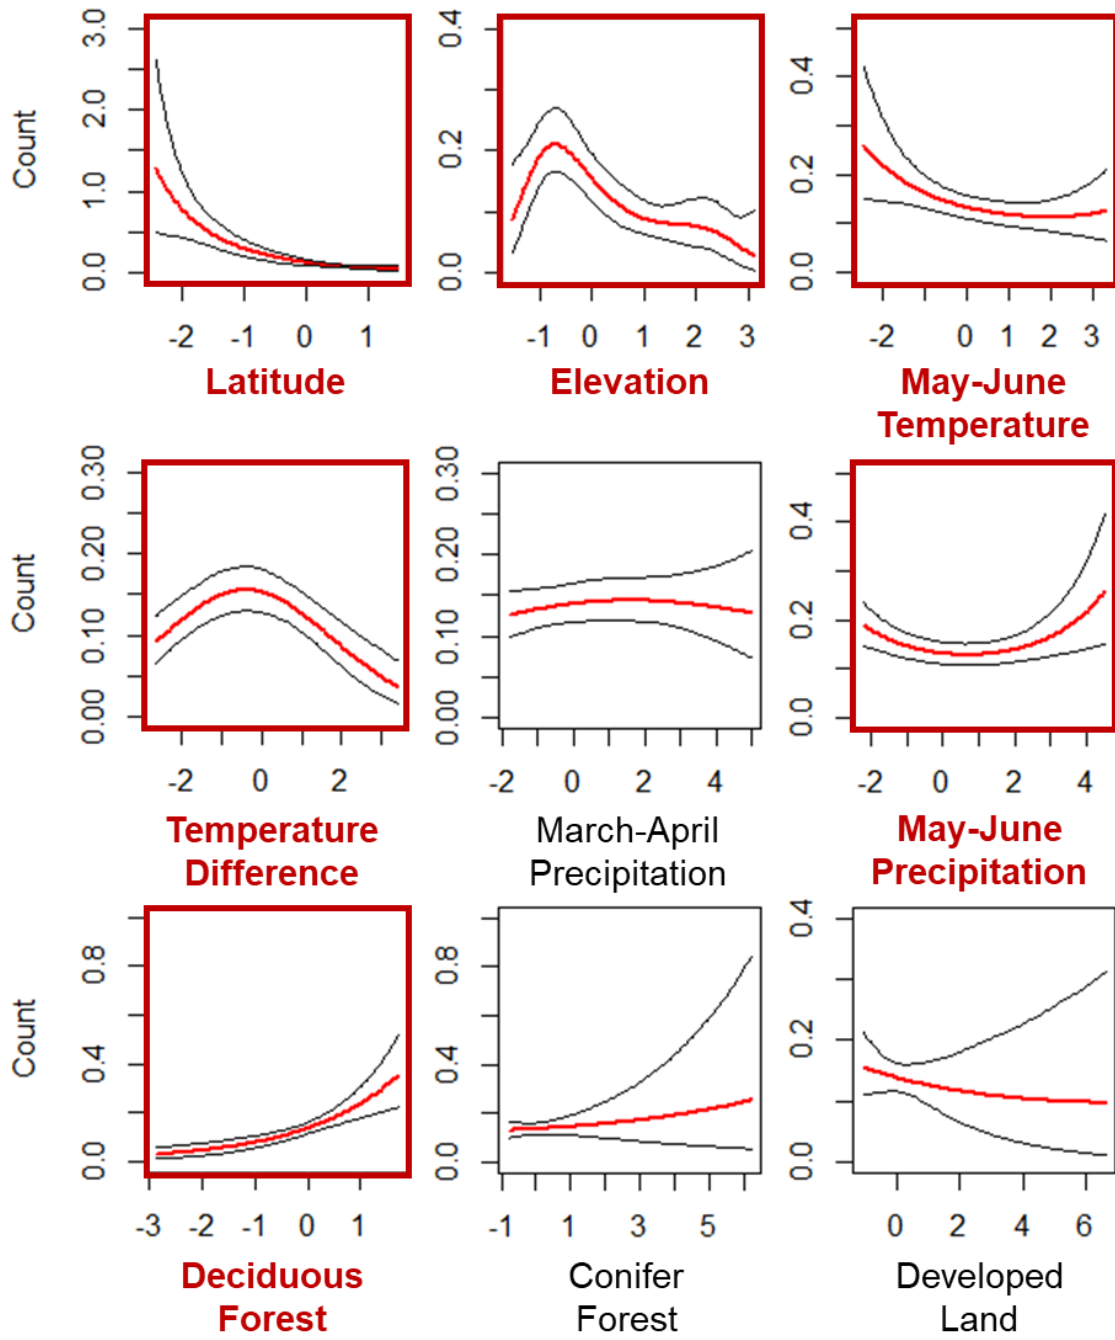 Count
3.0
2.0
1.0
0.0
-2 -1 0 1
Latitude
0.4
0.2
0.0
-1 0 1 2 3
Elevation
0.4
0.2
0.0
-2 0 1 2 3
May-June
Temperature
Count
0.30
0.20
0.10
0.00
-2 0 2
Temperature
Difference
0.30
0.20
0.10
0.00
-2 0 2 4
March-April
Precipitation
0.4
0.2
0.0
-2 0 2 4
May-June
Precipitation
Count
0.8
0.4
0.0
-3 -2 -1 0 1
Deciduous
Forest
0.8
0.4
0.0
-1 1 3 5
Conifer
Forest
0.4
0.2
0.0
0 2 4 6
Developed
Land